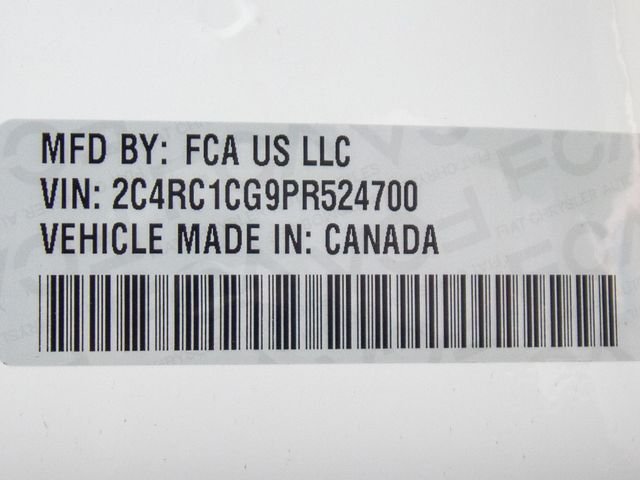 MFD BY: FCA US LLC
VIN: 2C4RC1CG9PR524700
VEHICLE MADE IN: CANADA